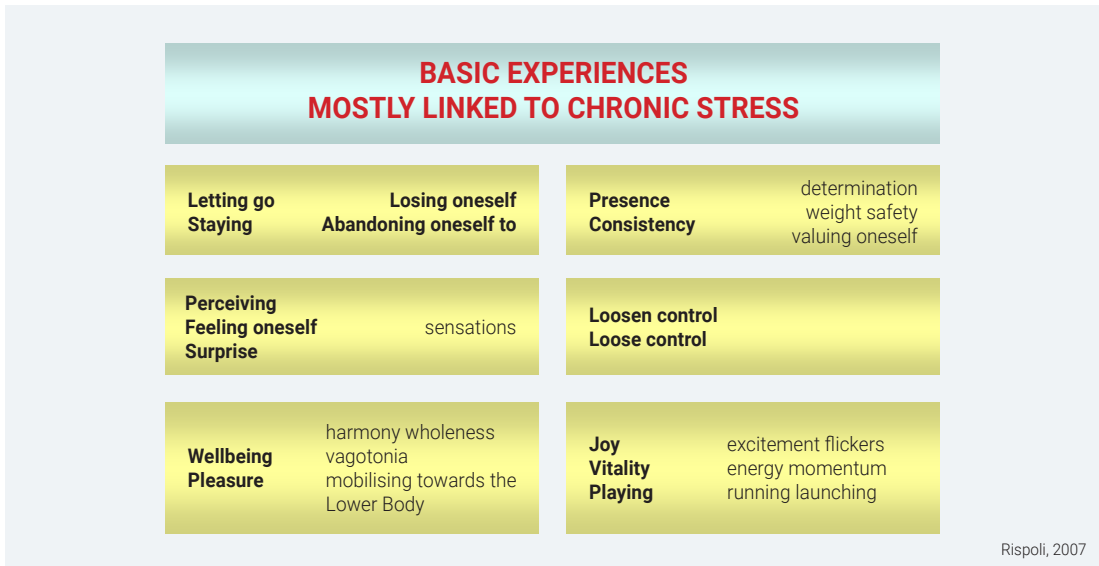 BASIC EXPERIENCES
MOSTLY LINKED TO CHRONIC STRESS
Letting go
Staying
Losing oneself
Abandoning oneself to
Presence
Consistency
determination
weight safety
valuing oneself
Perceiving
Feeling oneself
Surprise
sensations
Loosen control
Loose control
Wellbeing
Pleasure
harmony wholeness
vagotonia
mobilising towards the
Lower Body
Joy
Vitality
Playing
excitement flickers
energy momentum
running launching
Rispoli, 2007